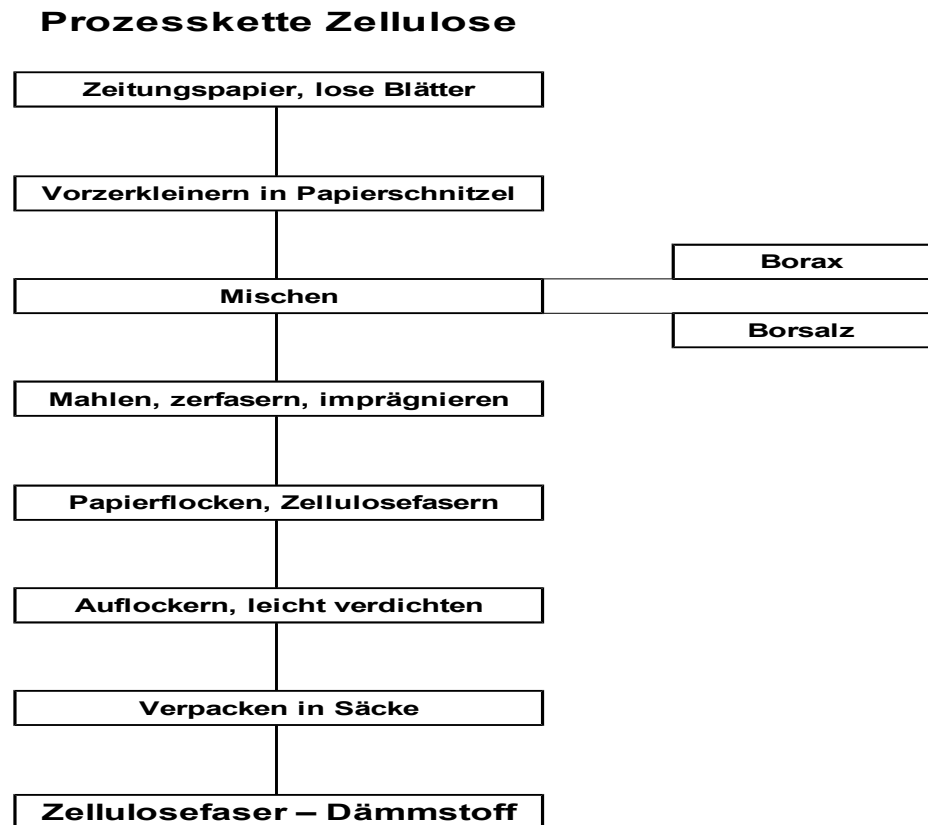 Prozesskette Zellulose
Zeitungspapier, lose Blätter
Vorzerkleinern in Papierschnitzel
Borax
Mischen
Borsalz
Mahlen, zerfasern, imprägnieren
Papierflocken, Zellulosefasern
Auflockern, leicht verdichten
Verpacken in Säcke
Zellulosefaser – Dämmstoff